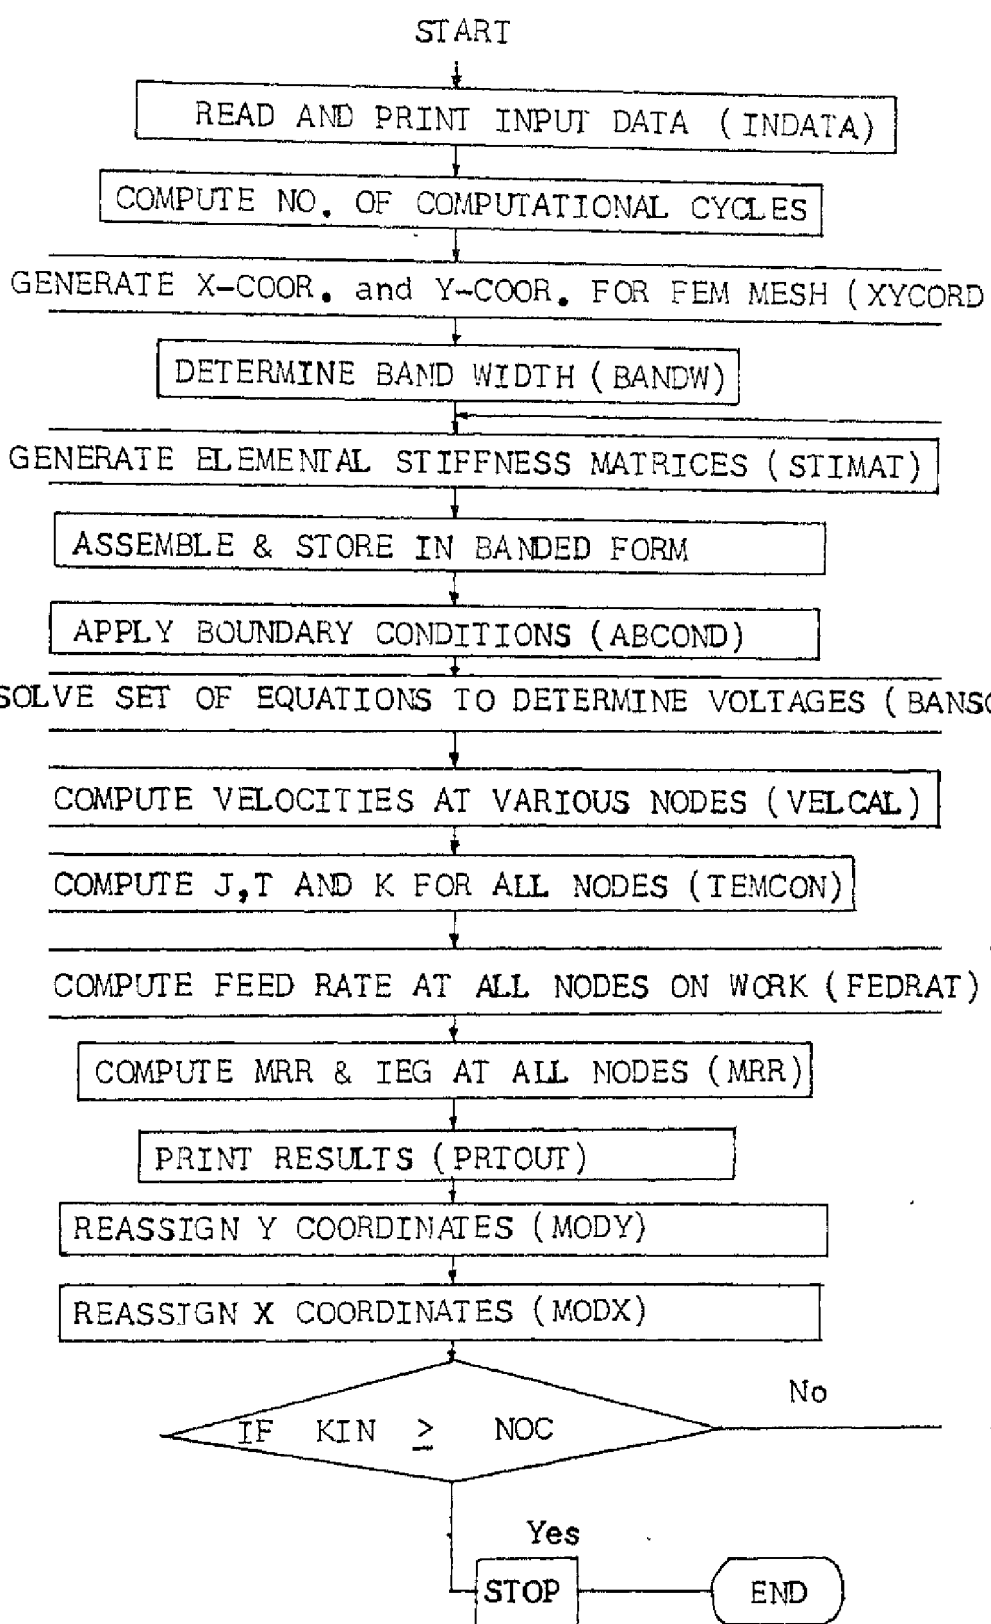 START
READ AND PRINT INPUT DATA (INDATA)
COMPUTE NO. OF COMPUTATIONAL CYCLES
GENERATE X-COOR. and Y-COOR. FOR FEM MESH (XYCORD
DETERMINE BAND WIDTH (BANDW)
GENERATE ELEMENTAL STIFFNESS MATRICES (STIMAT)
ASSEMBLE & STORE IN BANDED FORM
APPLY BOUNDARY CONDITIONS (ABCOND)
SOLVE SET OF EQUATIONS TO DETERMINE VOLTAGES (
COMPUTE VELOCITIES AT VARIOUS NODES (VELCAL)
COMPUTE J,T AND K FOR ALL NODES (TEMCON)
COMPUTE FEED RATE AT ALL NODES ON WORK (FEDRAT)
COMPUTE MRR & IEG AT ALL NODES (MRR)
PRINT RESULTS (PRTOUT)
REASSIGN Y COORDINATES (MODY)
REASSIGN X COORDINATES (MODX)
No
IF KIN ≥ NOC
Yes
STOP END